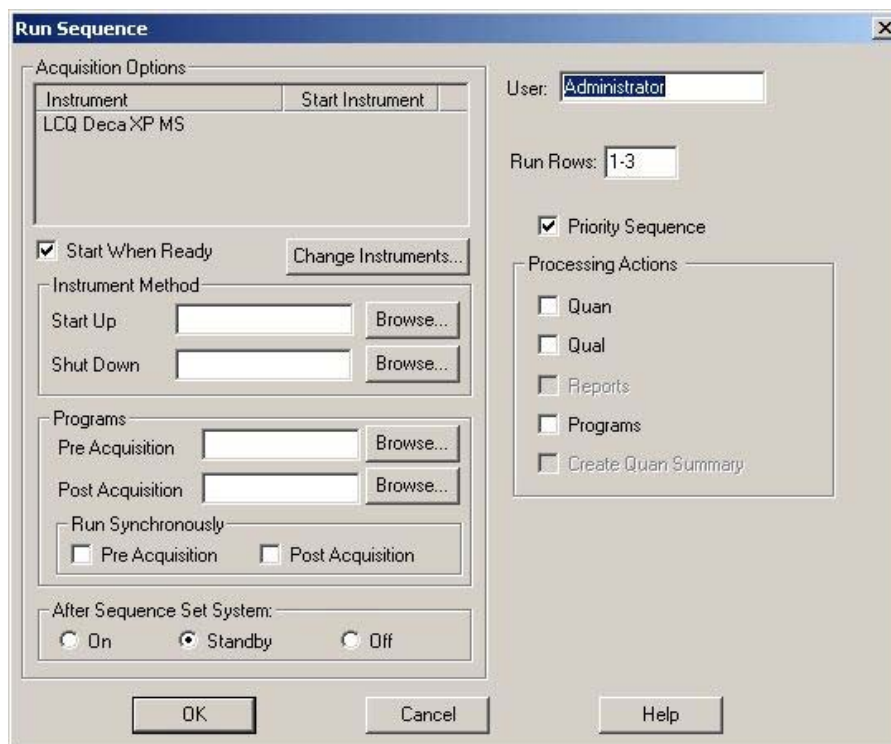 Run Sequence
Acquisition Options
Instrument Start Instrument
LCQ Deca XP MS
Start When Ready Change Instruments...
Instrument Method
Start Up Browse...
Shut Down Browse...
Programs
Pre Acquisition Browse...
Post Acquisition Browse...
Run Synchronously
Pre Acquisition Post Acquisition
After Sequence Set System:
On Standby Off
User: Administrator
Run Rows: 1-3
Priority Sequence
Processing Actions
Quan
Qual
Reports
Programs
Create Quan Summary
OK Cancel Help